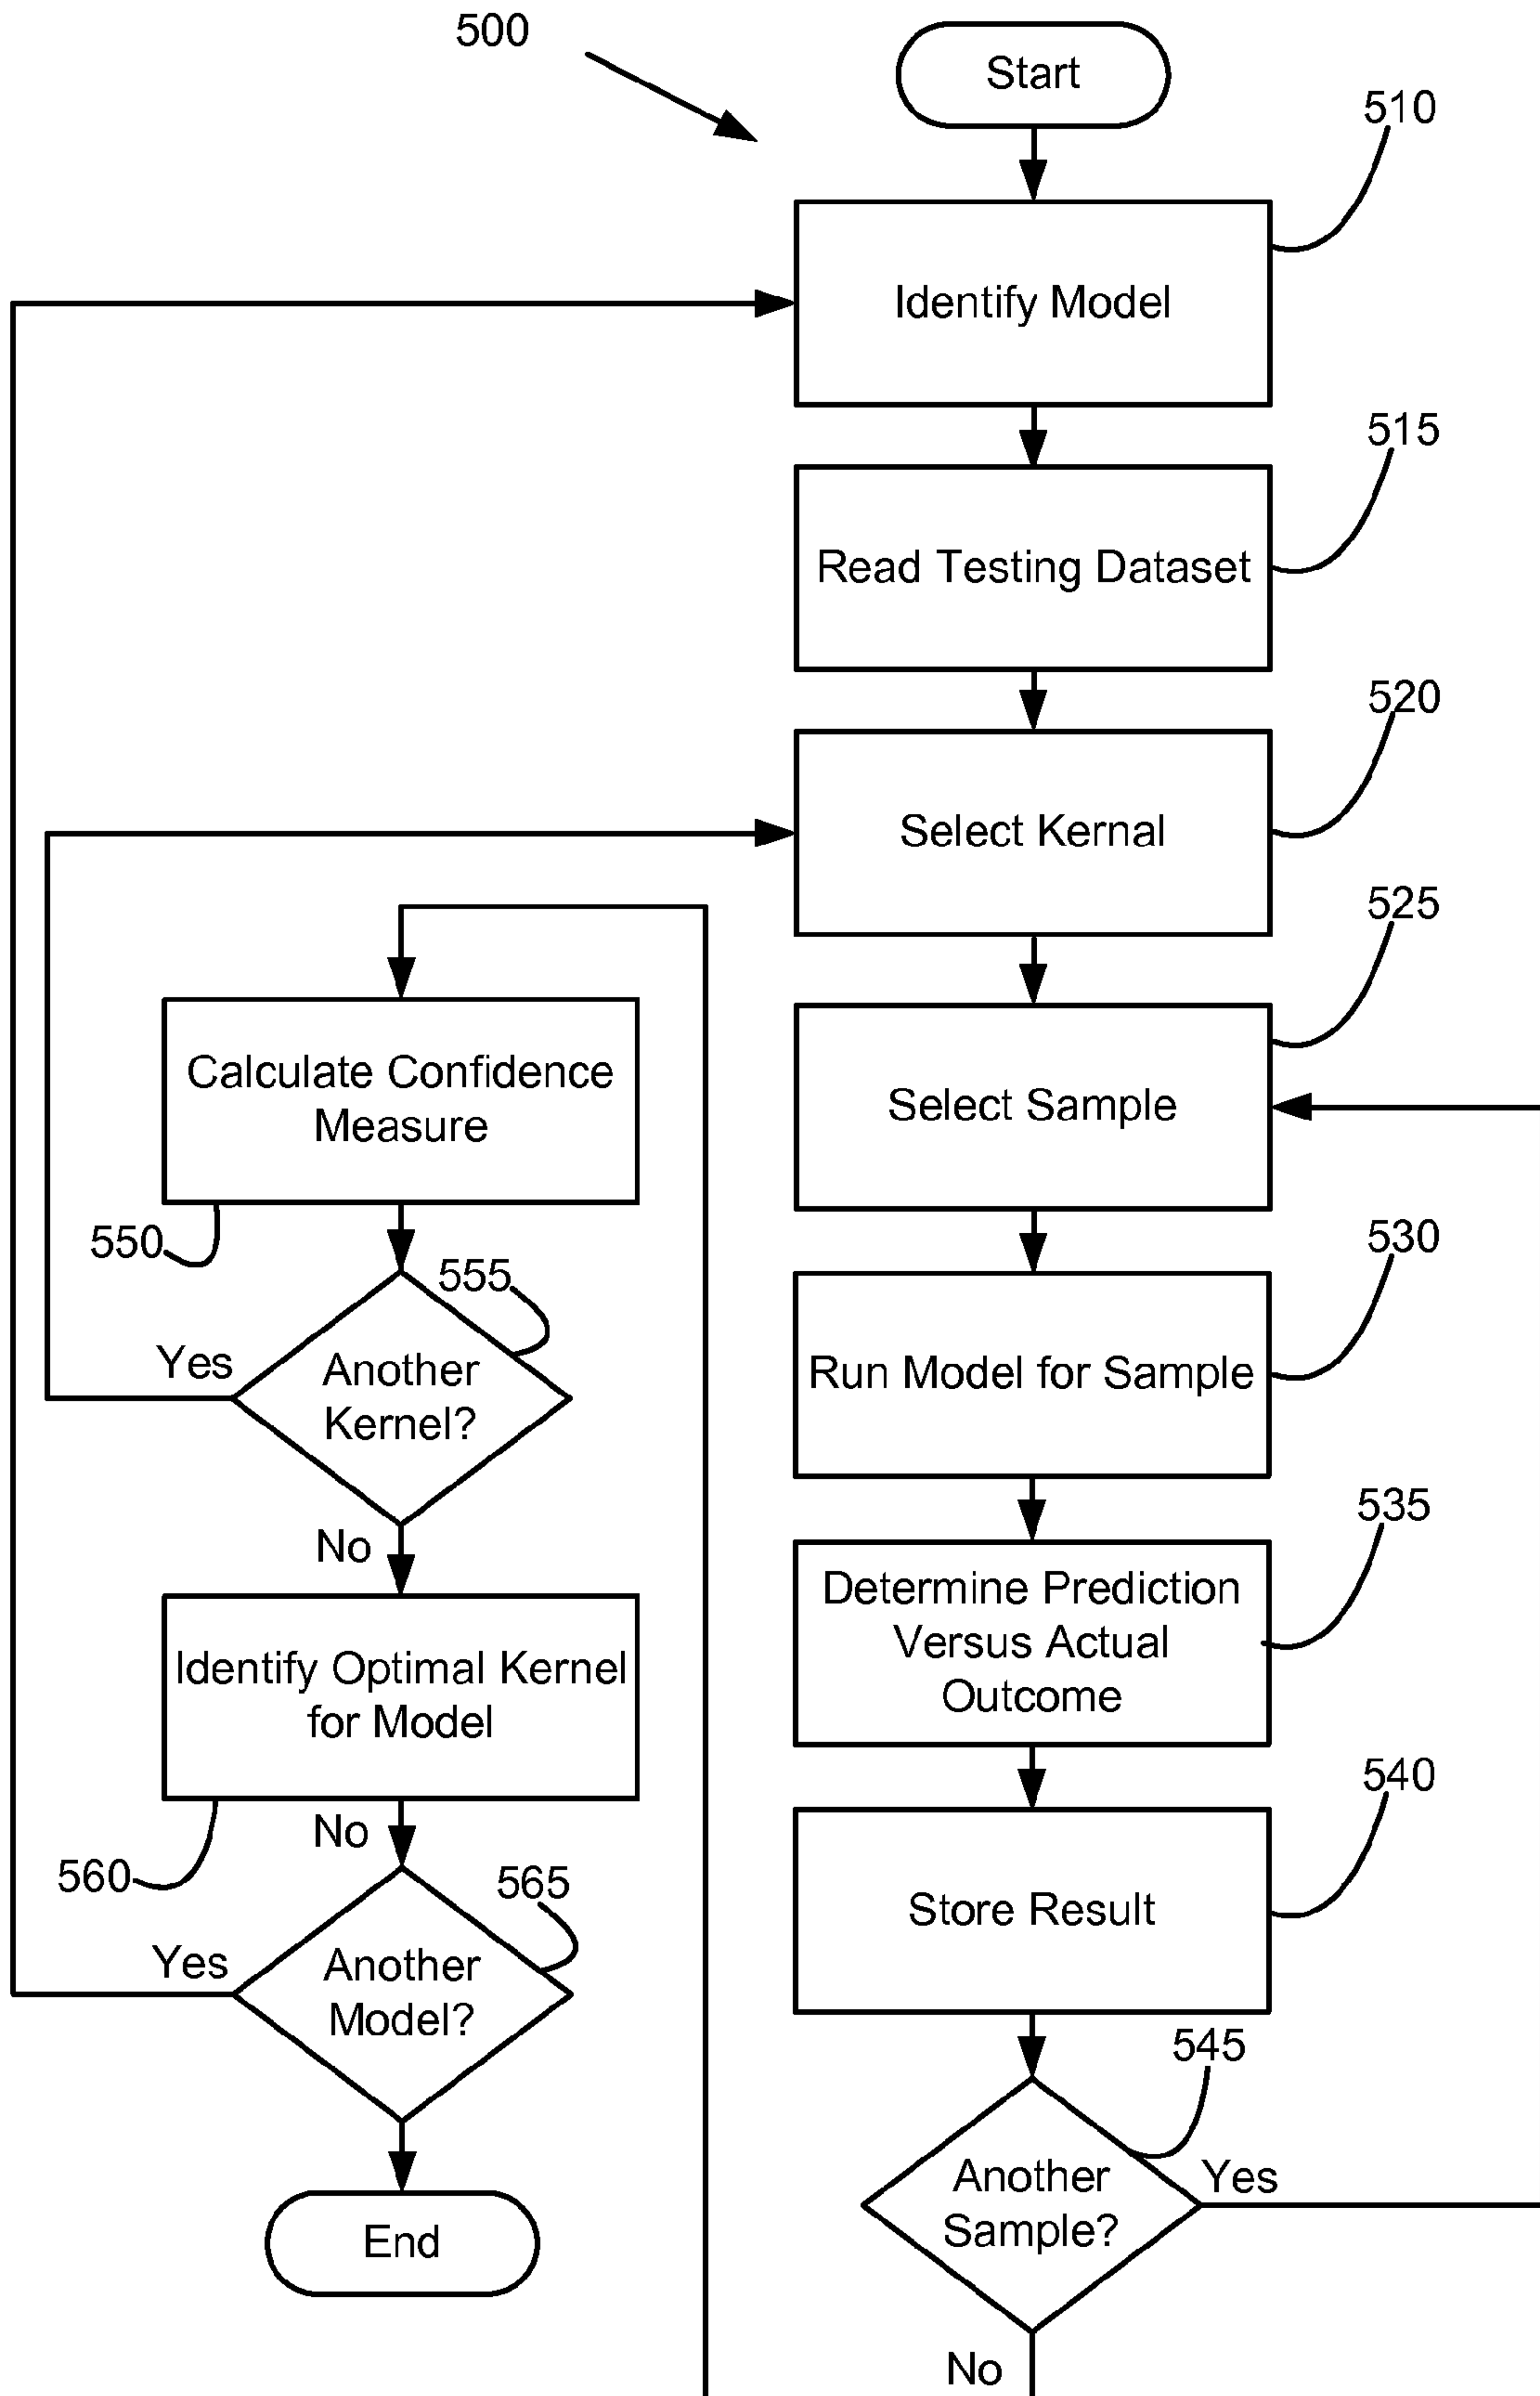 500
Start
510
Identify Model
515
Read Testing Dataset
520
Select Kernal
525
Select Sample
530
Run Model for Sample
535
Determine Prediction
Versus Actual
Outcome
540
Store Result
545
Another
Sample?
Yes
No
Calculate Confidence
Measure
550
555
Another
Kernel?
Yes
No
Identify Optimal Kernel
for Model
560
No
565
Another
Model?
Yes
End